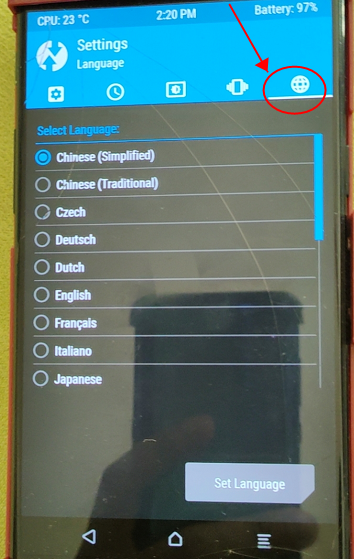 CPU: 23 °C 2:20 PM Battery: 97%
Settings
Language
Select Language:
Chinese (Simplified)
Chinese (Traditional)
Czech
Deutsch
Dutch
English
Français
Italiano
Japanese
Set Language